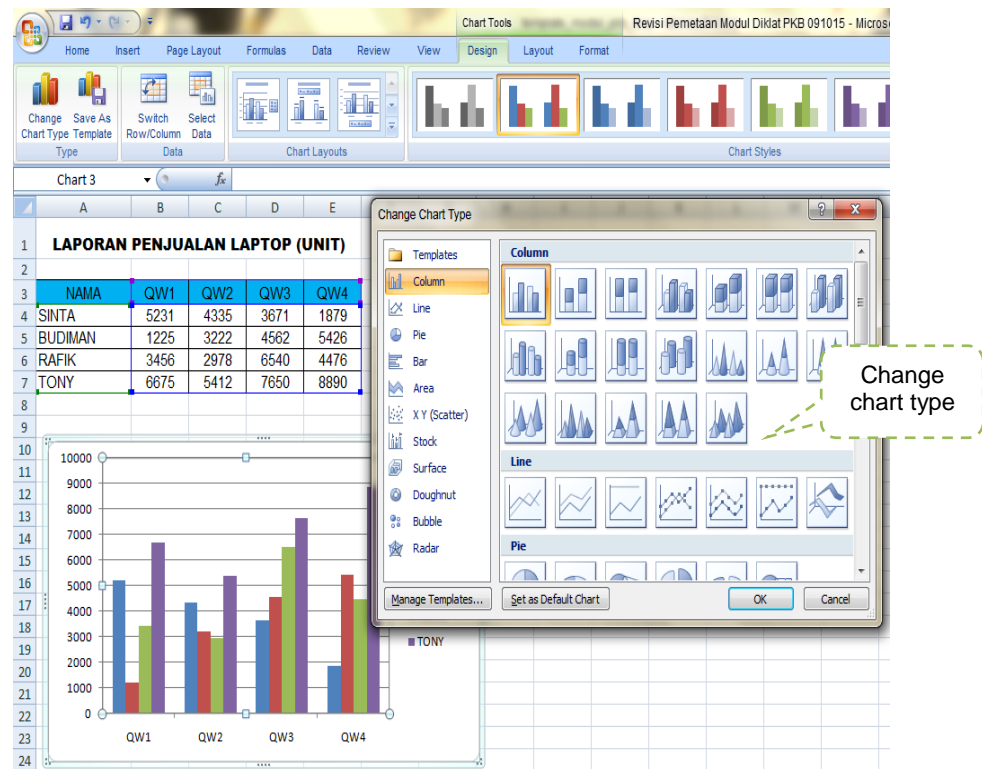 Chart Tools
Revisi Pemetaan Modul Diklat PKB 091015 - Micros
Home Insert Page Layout Formulas Data Review View Design Layout Format
Change Chart Type
Save As Template
Switch Row/Column
Select Data
Type Data Chart Layouts Chart Styles
Chart 3 fx
A B C D E
Change Chart Type
1 LAPORAN PENJUALAN LAPTOP (UNIT)
2
3 NAMA QW1 QW2 QW3 QW4
4 SINTA 5231 4335 3671 1879
5 BUDIMAN 1225 3222 4562 5426
6 RAFIK 3456 2978 6540 4476
7 TONY 6675 5412 7650 8890
8
9
10
11
12
13
14
15
16
17
18
19
20
21
22
23
24
Templates
Column
Line
Pie
Bar
Area
X Y (Scatter)
Stock
Surface
Doughnut
Bubble
Radar
Column
Line
Pie
Manage Templates...
Set as Default Chart
OK
Cancel
Change
chart type
10000
9000
8000
7000
6000
5000
4000
3000
2000
1000
0
QW1 QW2 QW3 QW4
TONY